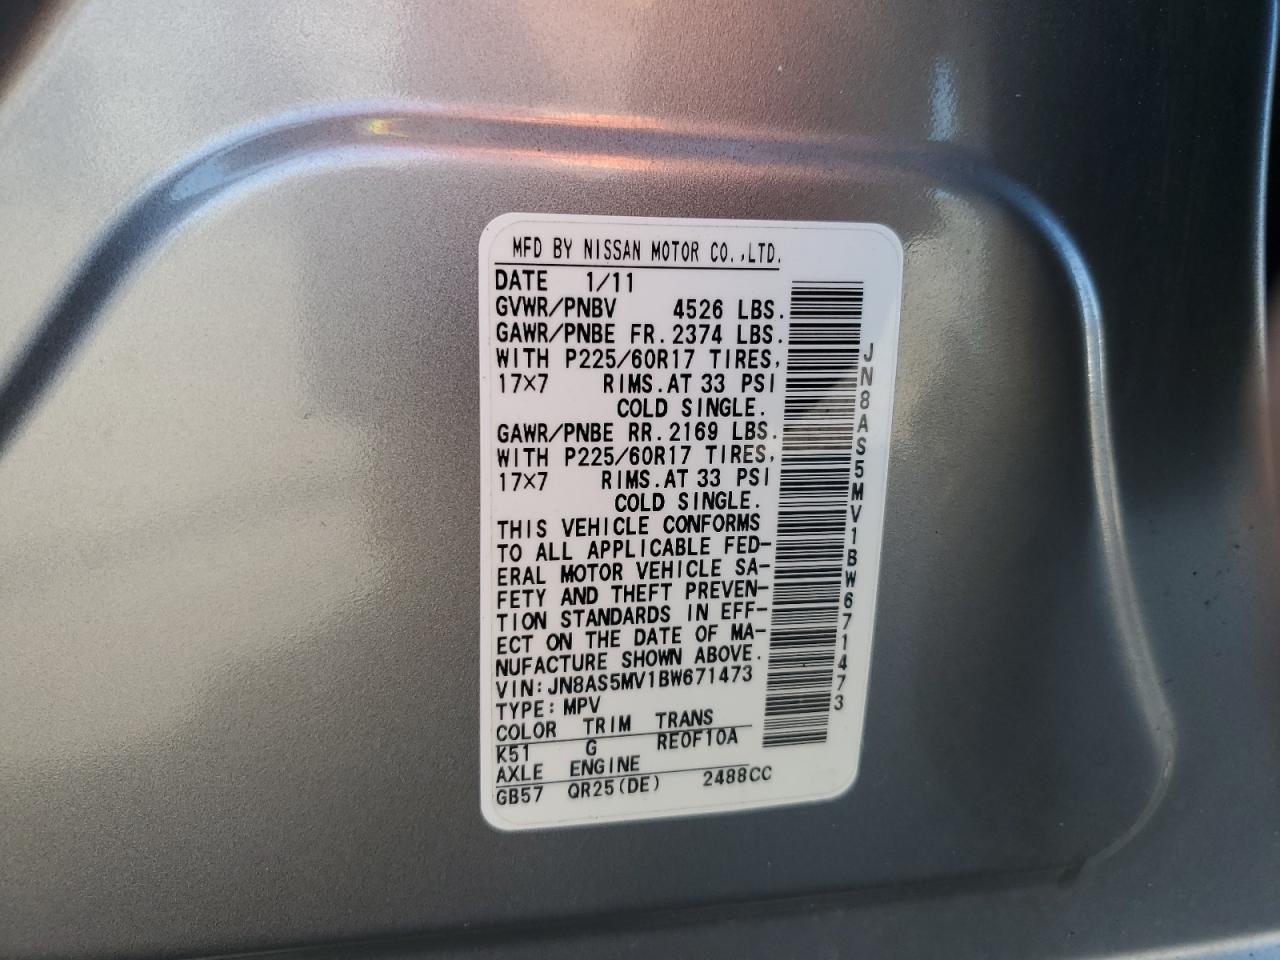 MFD BY NISSAN MOTOR CO.,LTD.
DATE 1/11
GVWR/PNBV 4526 LBS.
GAWR/PNBE FR. 2374 LBS.
WITH P225/60R17 TIRES,
17×7 RIMS. AT 33 PSI
COLD SINGLE.
GAWR/PNBE RR. 2169 LBS.
WITH P225/60R17 TIRES,
17×7 RIMS. AT 33 PSI
COLD SINGLE.
THIS VEHICLE CONFORMS
TO ALL APPLICABLE FED-
ERAL MOTOR VEHICLE SA-
FETY AND THEFT PREVEN-
TION STANDARDS IN EFF-
ECT ON THE DATE OF MA-
NUFACTURE SHOWN ABOVE.
VIN: JN8AS5MV1BW671473
TYPE: MPV
COLOR TRIM TRANS
K51 G RE0F10A
AXLE ENGINE
GB57 QR25(DE) 2488CC
JN8AS5MV1BW671473